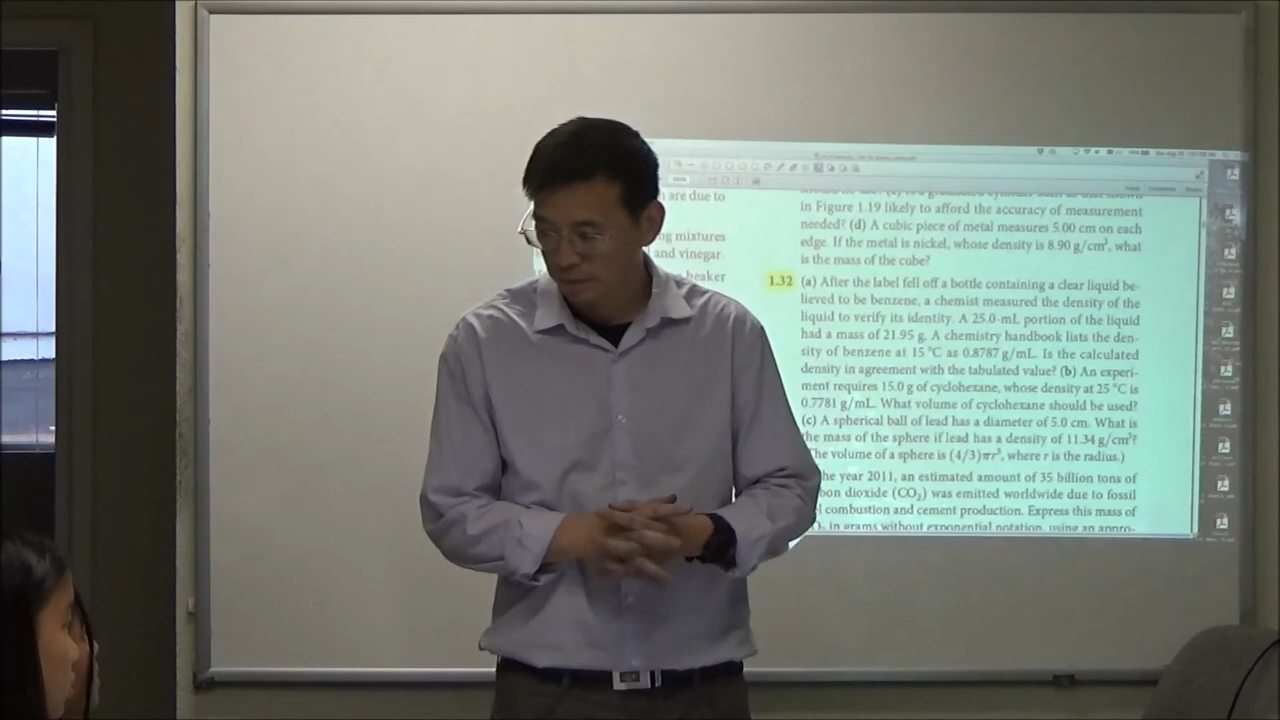 are due to
mixtures
and vinegar.
beaker
in Figure 1.19 likely to afford the accuracy of measurement
needed? (d) A cubic piece of metal measures 5.00 cm on each
edge. If the metal is nickel, whose density is 8.90 g/cm³, what
is the mass of the cube?
1.32 (a) After the label fell off a bottle containing a clear liquid be-
lieved to be benzene, a chemist measured the density of the
liquid to verify its identity. A 25.0-mL portion of the liquid
had a mass of 21.95 g. A chemistry handbook lists the den-
sity of benzene at 15 °C as 0.8787 g/mL. Is the calculated
density in agreement with the tabulated value? (b) An experi-
ment requires 15.0 g of cyclohexane, whose density at 25 °C is
0.7781 g/mL. What volume of cyclohexane should be used?
(c) A spherical ball of lead has a diameter of 5.0 cm. What is
the mass of the sphere if lead has a density of 11.34 g/cm³?
The volume of a sphere is (4/3)πr³, where r is the radius.)
the year 2011, an estimated amount of 35 billion tons of
dioxide (CO₂) was emitted worldwide due to fossil
combustion and cement production. Express this mass of
in grams without exponential notation, using an appro-